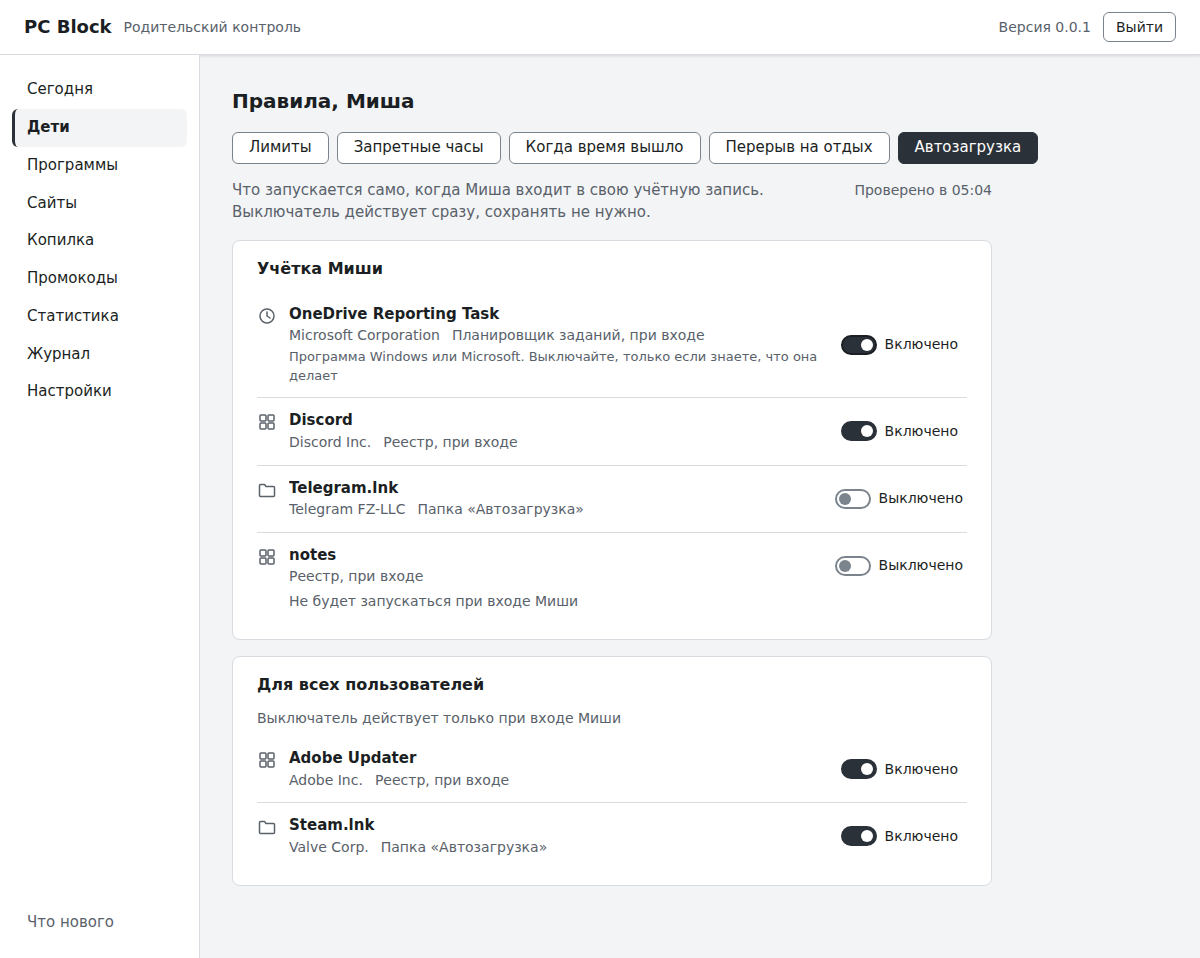 PC Block Родительский контроль Версия 0.0.1 Выйти
Сегодня
Дети
Программы
Сайты
Копилка
Промокоды
Статистика
Журнал
Настройки
Что нового
Правила, Миша
Лимиты Запретные часы Когда время вышло Перерыв на отдых Автозагрузка
Что запускается само, когда Миша входит в свою учётную запись.
Выключатель действует сразу, сохранять не нужно.
Проверено в 05:04
Учётка Миши
OneDrive Reporting Task
Microsoft Corporation Планировщик заданий, при входе
Программа Windows или Microsoft. Выключайте, только если знаете, что она
делает
Включено
Discord
Discord Inc. Реестр, при входе
Включено
Telegram.lnk
Telegram FZ-LLC Папка «Автозагрузка»
Выключено
notes
Реестр, при входе
Выключено
Не будет запускаться при входе Миши
Для всех пользователей
Выключатель действует только при входе Миши
Adobe Updater
Adobe Inc. Реестр, при входе
Включено
Steam.lnk
Valve Corp. Папка «Автозагрузка»
Включено